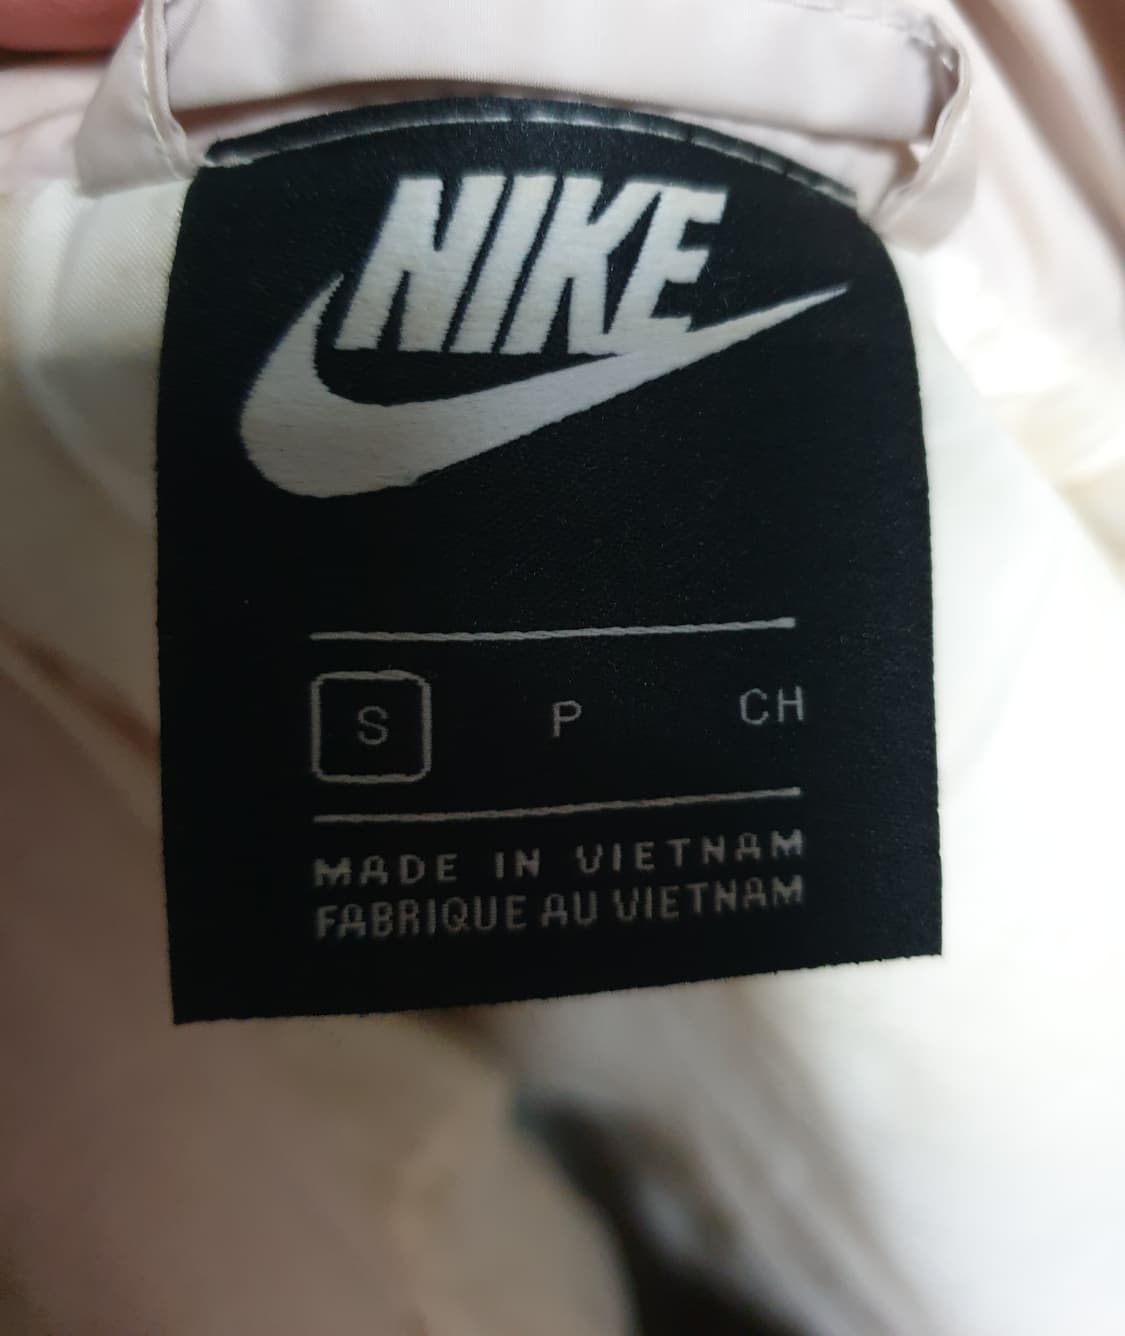 NIKE
S P CH
MADE IN VIETNAM
FABRIQUE AU VIETNAM